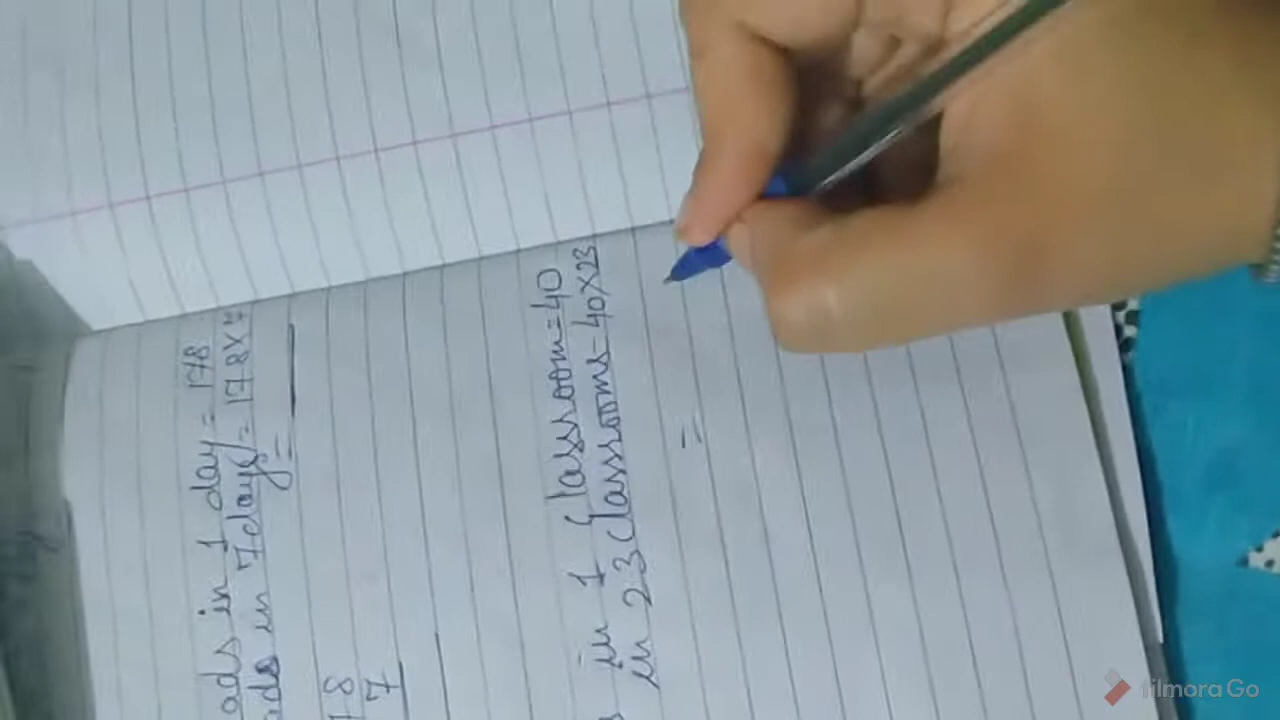 ads in 1 day = 178
ads in 7 days = 178 x 7
=
18
7
s in 1 Classroom = 40
in 23 Classrooms = 40 x 23
=
filmora Go